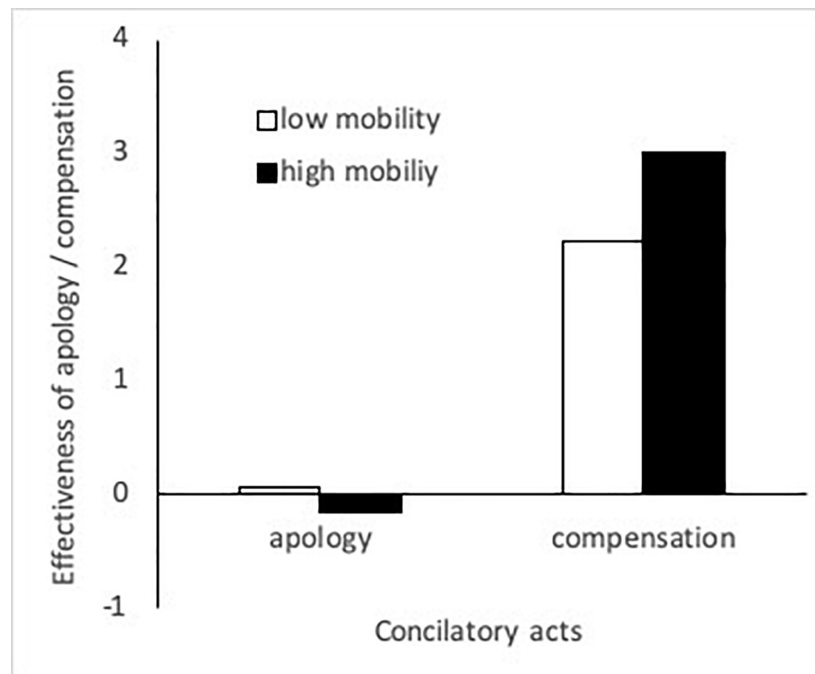 Effectiveness of apology / compensation
4
3
2
1
0
-1
low mobility
high mobiliy
apology
compensation
Concilatory acts